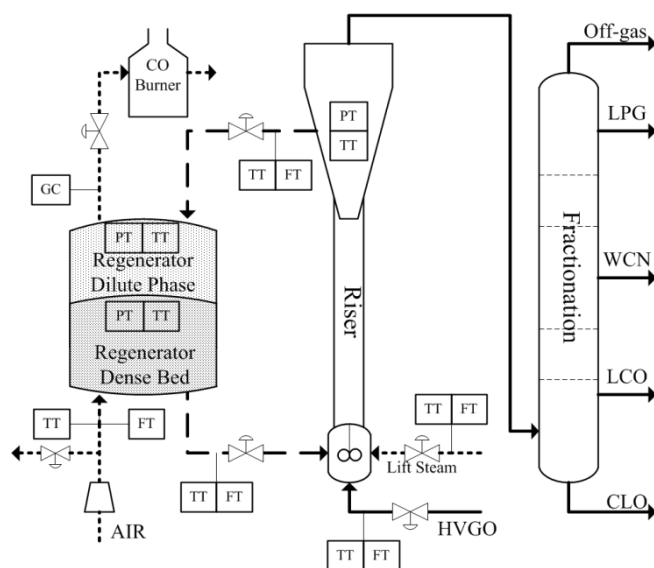 CO
Burner
Off-gas
LPG
PT
TT
TT
FT
GC
PT
TT
Regenerator
Dilute Phase
PT
TT
Regenerator
Dense Bed
Riser
Fractionation
WCN
LCO
TT
FT
TT
FT
Lift Steam
TT
FT
CLO
AIR
HVGO
TT
FT